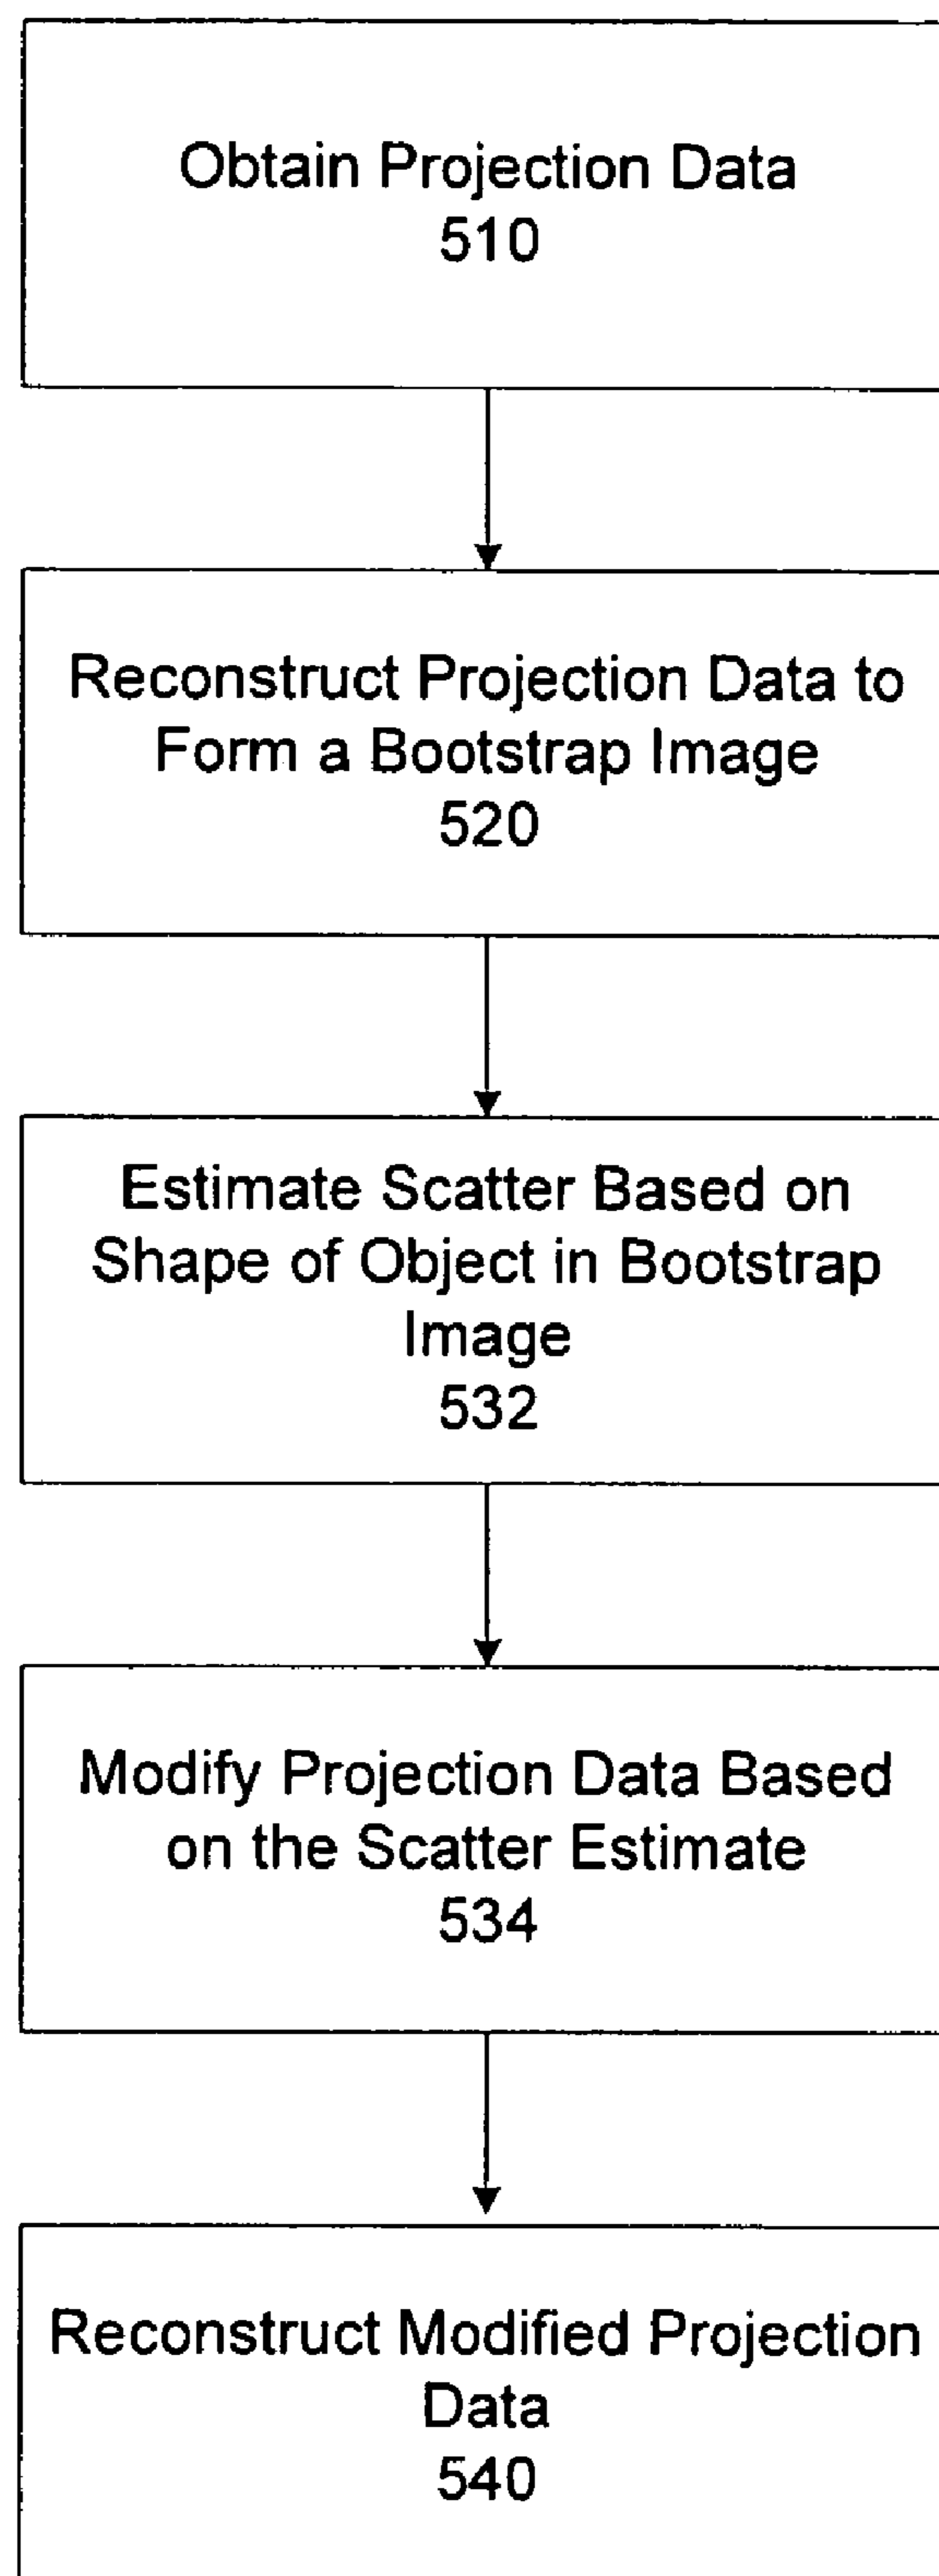 Obtain Projection Data
510
Reconstruct Projection Data to
Form a Bootstrap Image
520
Estimate Scatter Based on
Shape of Object in Bootstrap
Image
532
Modify Projection Data Based
on the Scatter Estimate
534
Reconstruct Modified Projection
Data
540